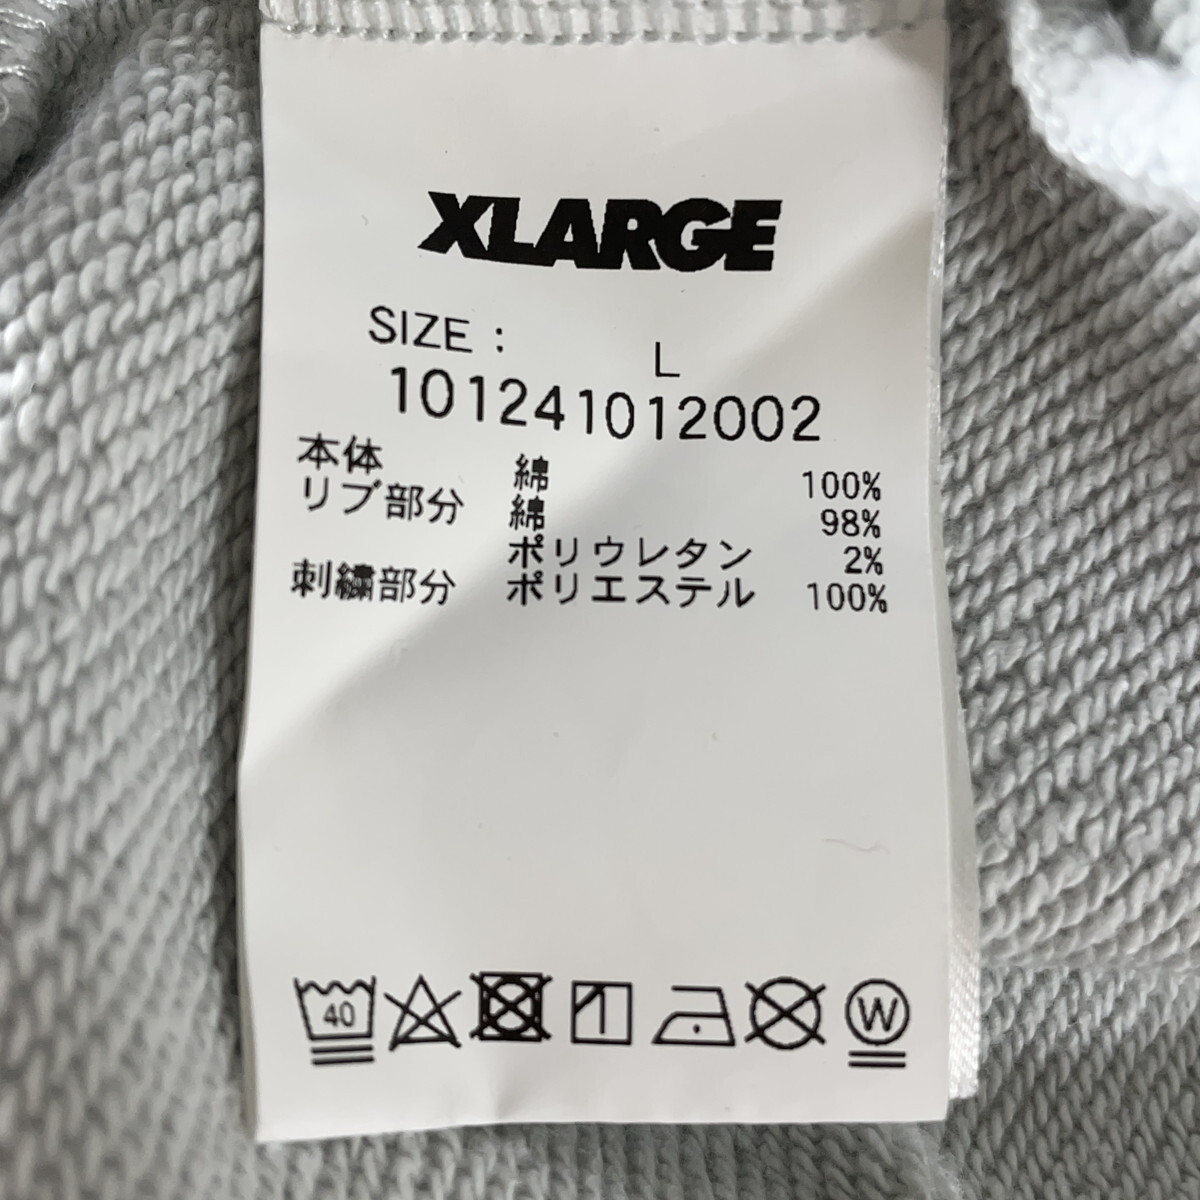 XLARGE
SIZE : L
101241012002
本体 綿 100%
リブ部分 綿 98%
ポリウレタン 2%
刺繍部分 ポリエステル 100%
40 W